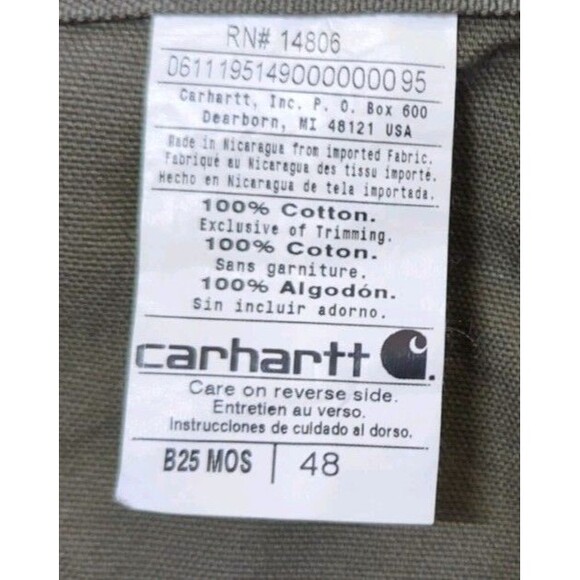 RN# 14806
0611195149000000095
Carhartt, Inc. P. O. Box 600
Dearborn, MI 48121 USA
Made in Nicaragua from imported Fabric.
Fabriqué au Nicaragua des tissu importé.
Hecho en Nicaragua de tela importada.
100% Cotton.
Exclusive of Trimming.
100% Coton.
Sans garniture.
100% Algodón.
Sin incluir adorno.
carhartt
Care on reverse side.
Entretien au verso.
Instrucciones de cuidado al dorso.
B25 MOS | 48